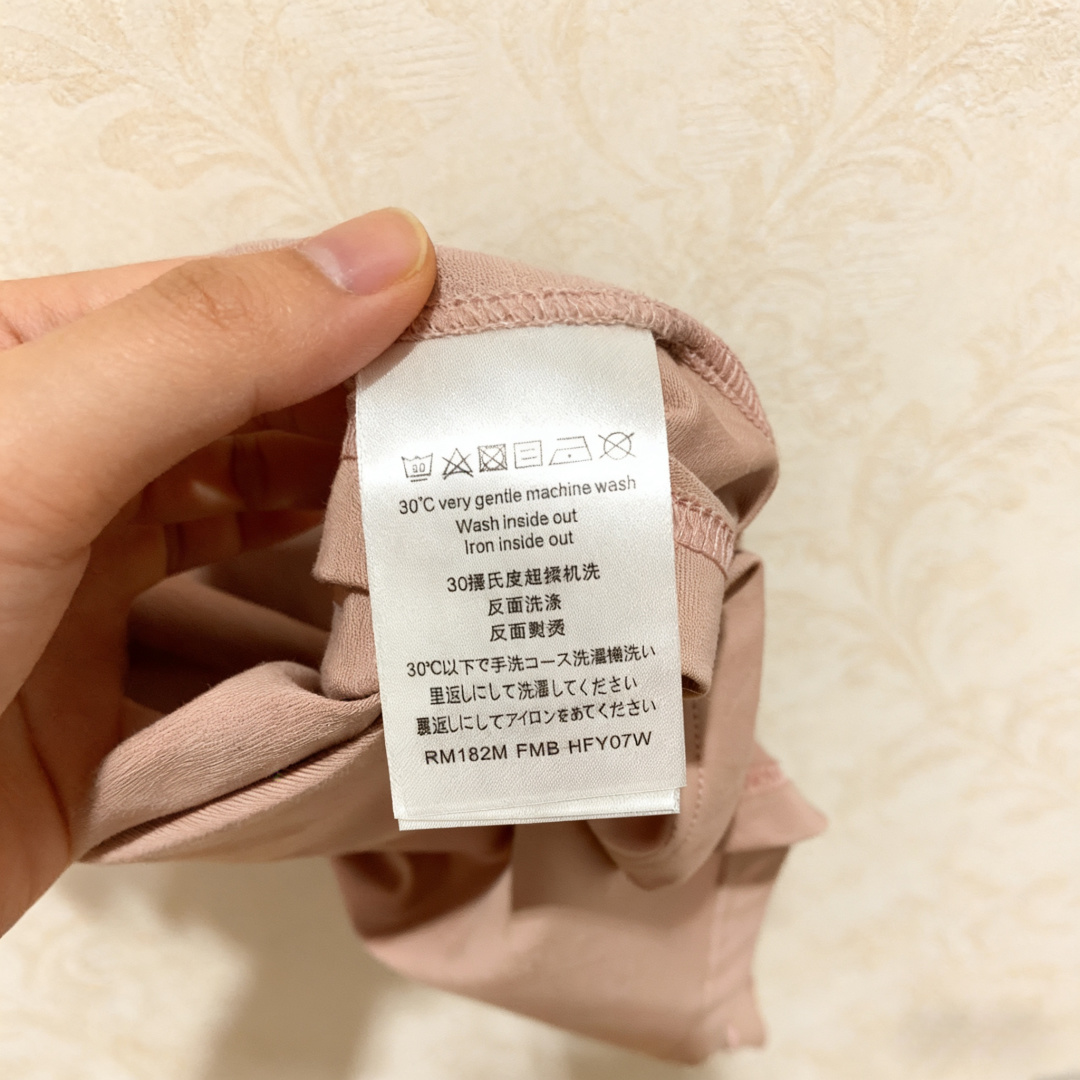 30°C very gentle machine wash
Wash inside out
Iron inside out
30攝氏度超揉机洗
反面洗涤
反面熨烫
30℃以下で手洗コース洗濯機洗い
里返しにして洗濯してください
裏返しにしてアイロンをあてください
RM182M FMB HFY07W